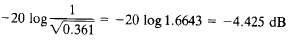 −20 log 1/√0.361 = −20 log 1.6643 = −4.425 dB